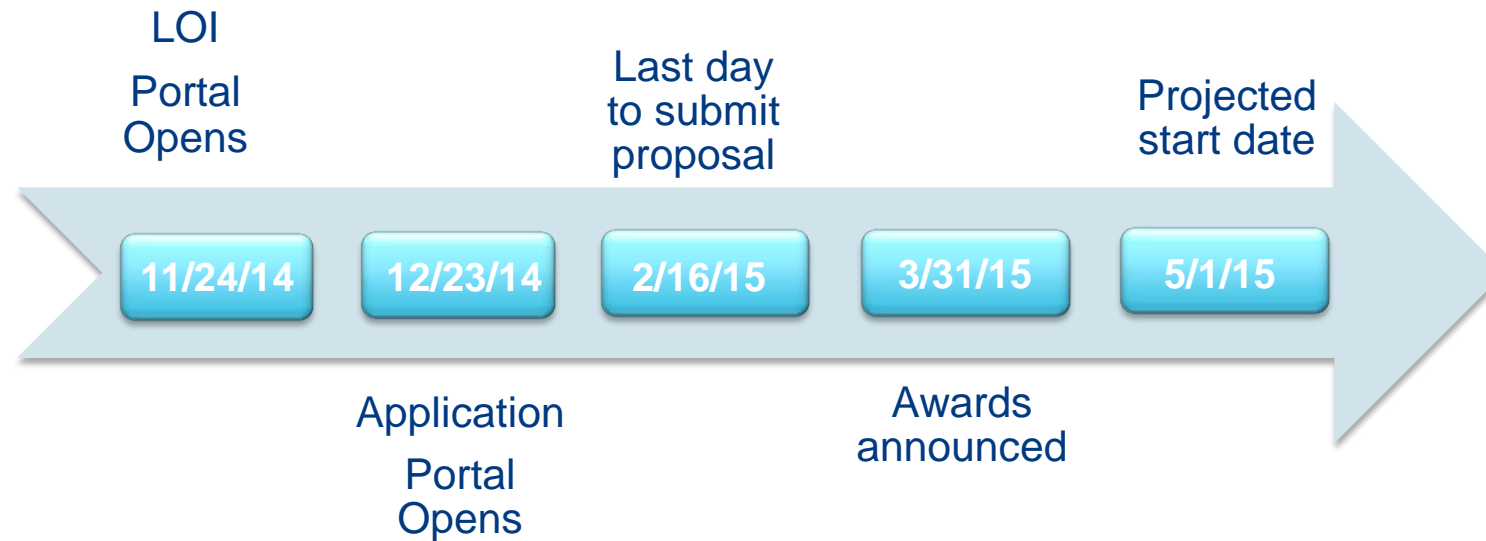 LOI
Portal
Opens
Last day
to submit
proposal
Projected
start date
11/24/14
12/23/14
2/16/15
3/31/15
5/1/15
Application
Portal
Opens
Awards
announced